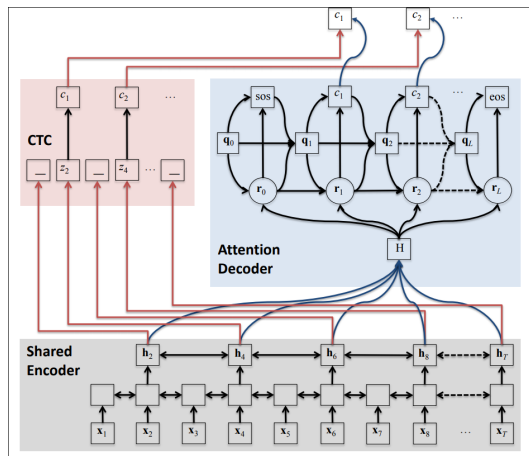 c1 c2 ...
c1 c2 ... sos c1 c2 ... eos
CTC
q0 q1 q2 qL
_ z2 _ z4 _ ... _
r0 r1 r2 rL
Attention
Decoder
H
Shared
Encoder
h2 h4 h6 h8 hT
x1 x2 x3 x4 x5 x6 x7 x8 ... xT